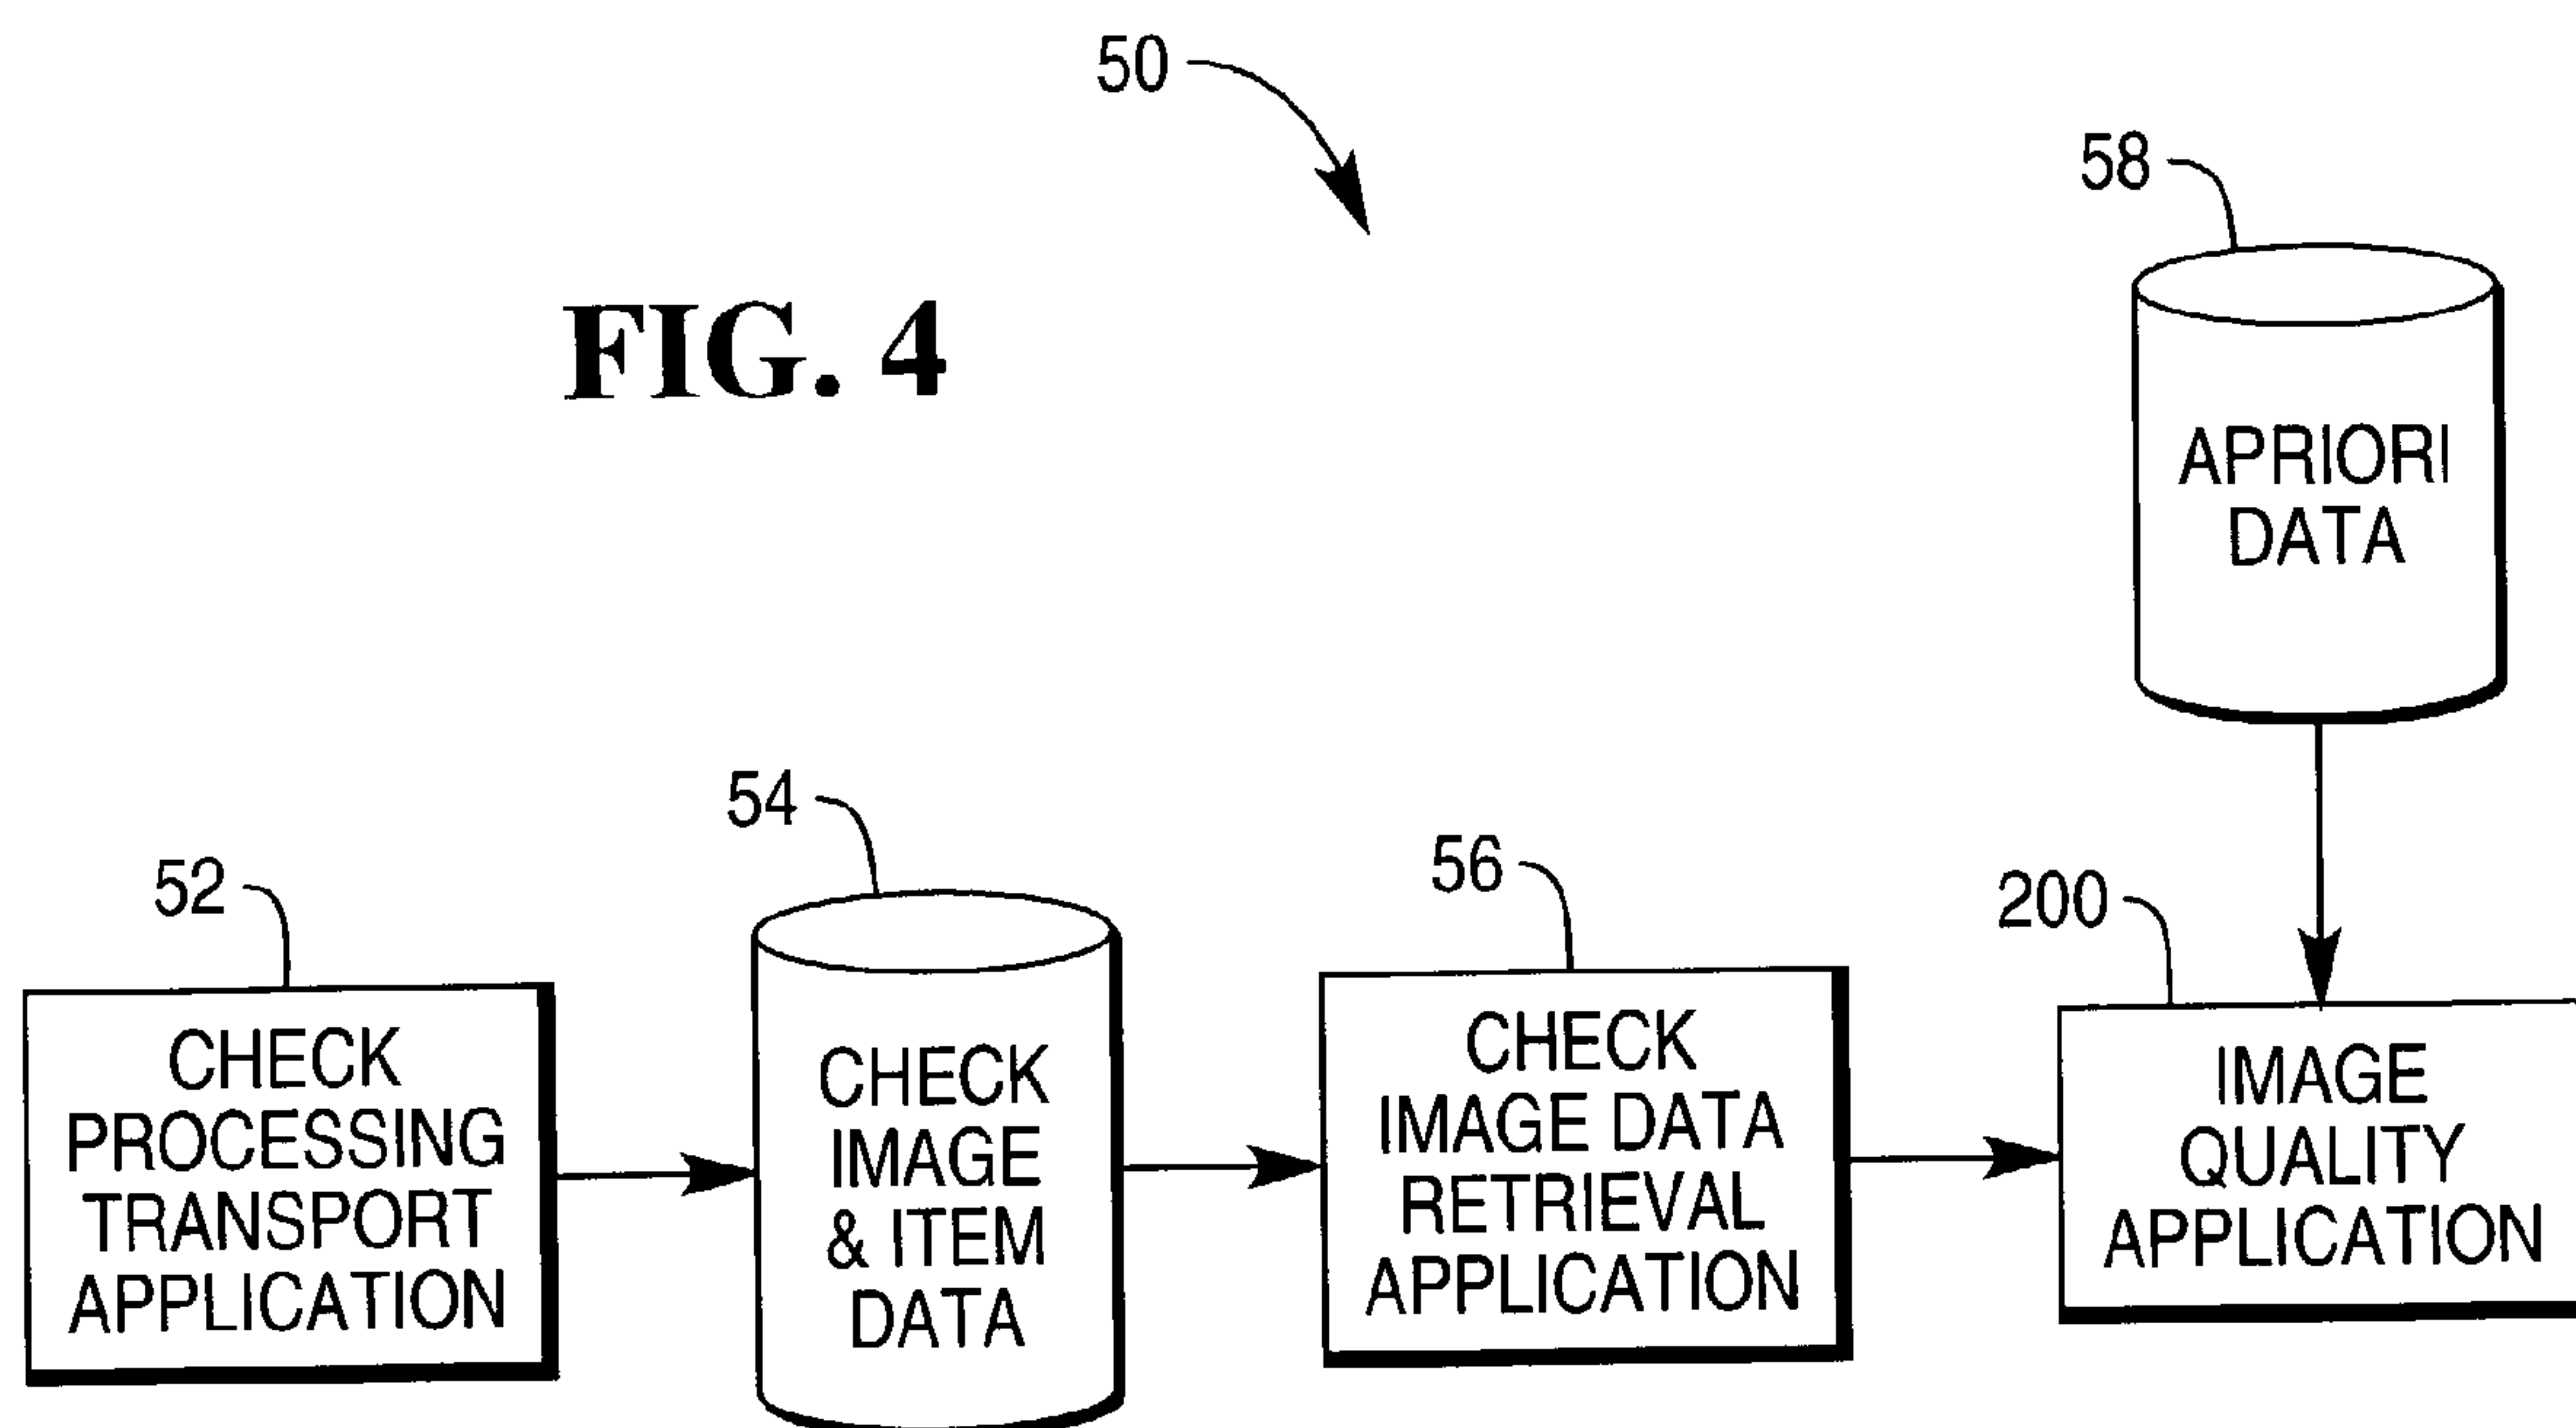 50
FIG. 4
58
APRIORI
DATA
52
CHECK
PROCESSING
TRANSPORT
APPLICATION
54
CHECK
IMAGE
& ITEM
DATA
56
CHECK
IMAGE DATA
RETRIEVAL
APPLICATION
200
IMAGE
QUALITY
APPLICATION